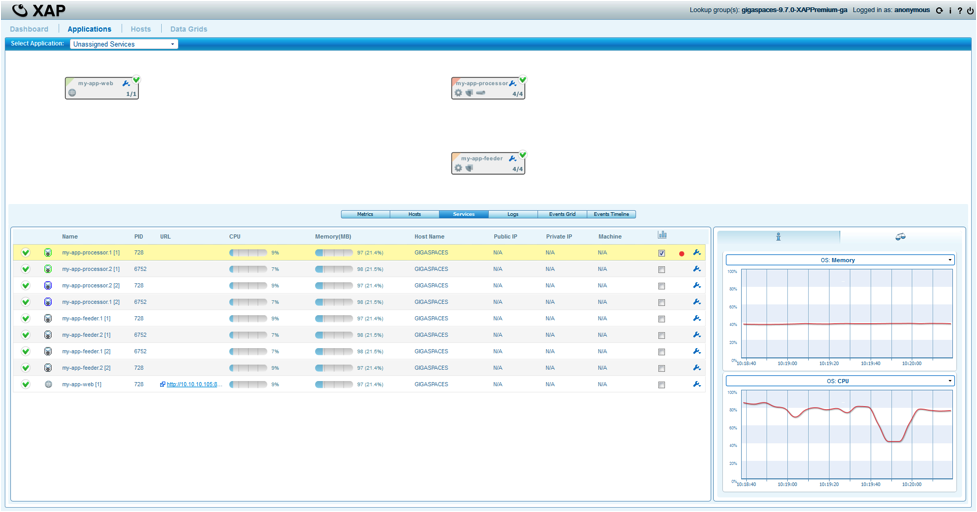 XAP
Lookup group(s): gigaspaces-9.7.0-XAPPremium-ga Logged in as: anonymous
Dashboard Applications Hosts Data Grids
Select Application: Unassigned Services
my-app-web 1/1
my-app-processor 4/4
my-app-feeder 4/4
Metrics Hosts Services Logs Events Grid Events Timeline
Name PID URL CPU Memory(MB) Host Name Public IP Private IP Machine
my-app-processor.1 [1] 728 9% 97 (21.4%) GIGASPACES N/A N/A N/A
my-app-processor.2 [1] 6752 7% 98 (21.5%) GIGASPACES N/A N/A N/A
my-app-processor.2 [2] 728 9% 97 (21.4%) GIGASPACES N/A N/A N/A
my-app-processor.1 [2] 6752 7% 98 (21.5%) GIGASPACES N/A N/A N/A
my-app-feeder.1 [1] 728 9% 97 (21.4%) GIGASPACES N/A N/A N/A
my-app-feeder.2 [1] 6752 7% 98 (21.5%) GIGASPACES N/A N/A N/A
my-app-feeder.1 [2] 6752 7% 98 (21.5%) GIGASPACES N/A N/A N/A
my-app-feeder.2 [2] 728 9% 97 (21.4%) GIGASPACES N/A N/A N/A
my-app-web [1] 728 http://10.10.10.105:8... 9% 97 (21.4%) GIGASPACES N/A N/A N/A
OS: Memory
100%
80%
60%
40%
20%
0%
10:18:40 10:19:00 10:19:20 10:19:40 10:20:00
OS: CPU
100%
80%
60%
40%
20%
0%
10:18:40 10:19:00 10:19:20 10:19:40 10:20:00